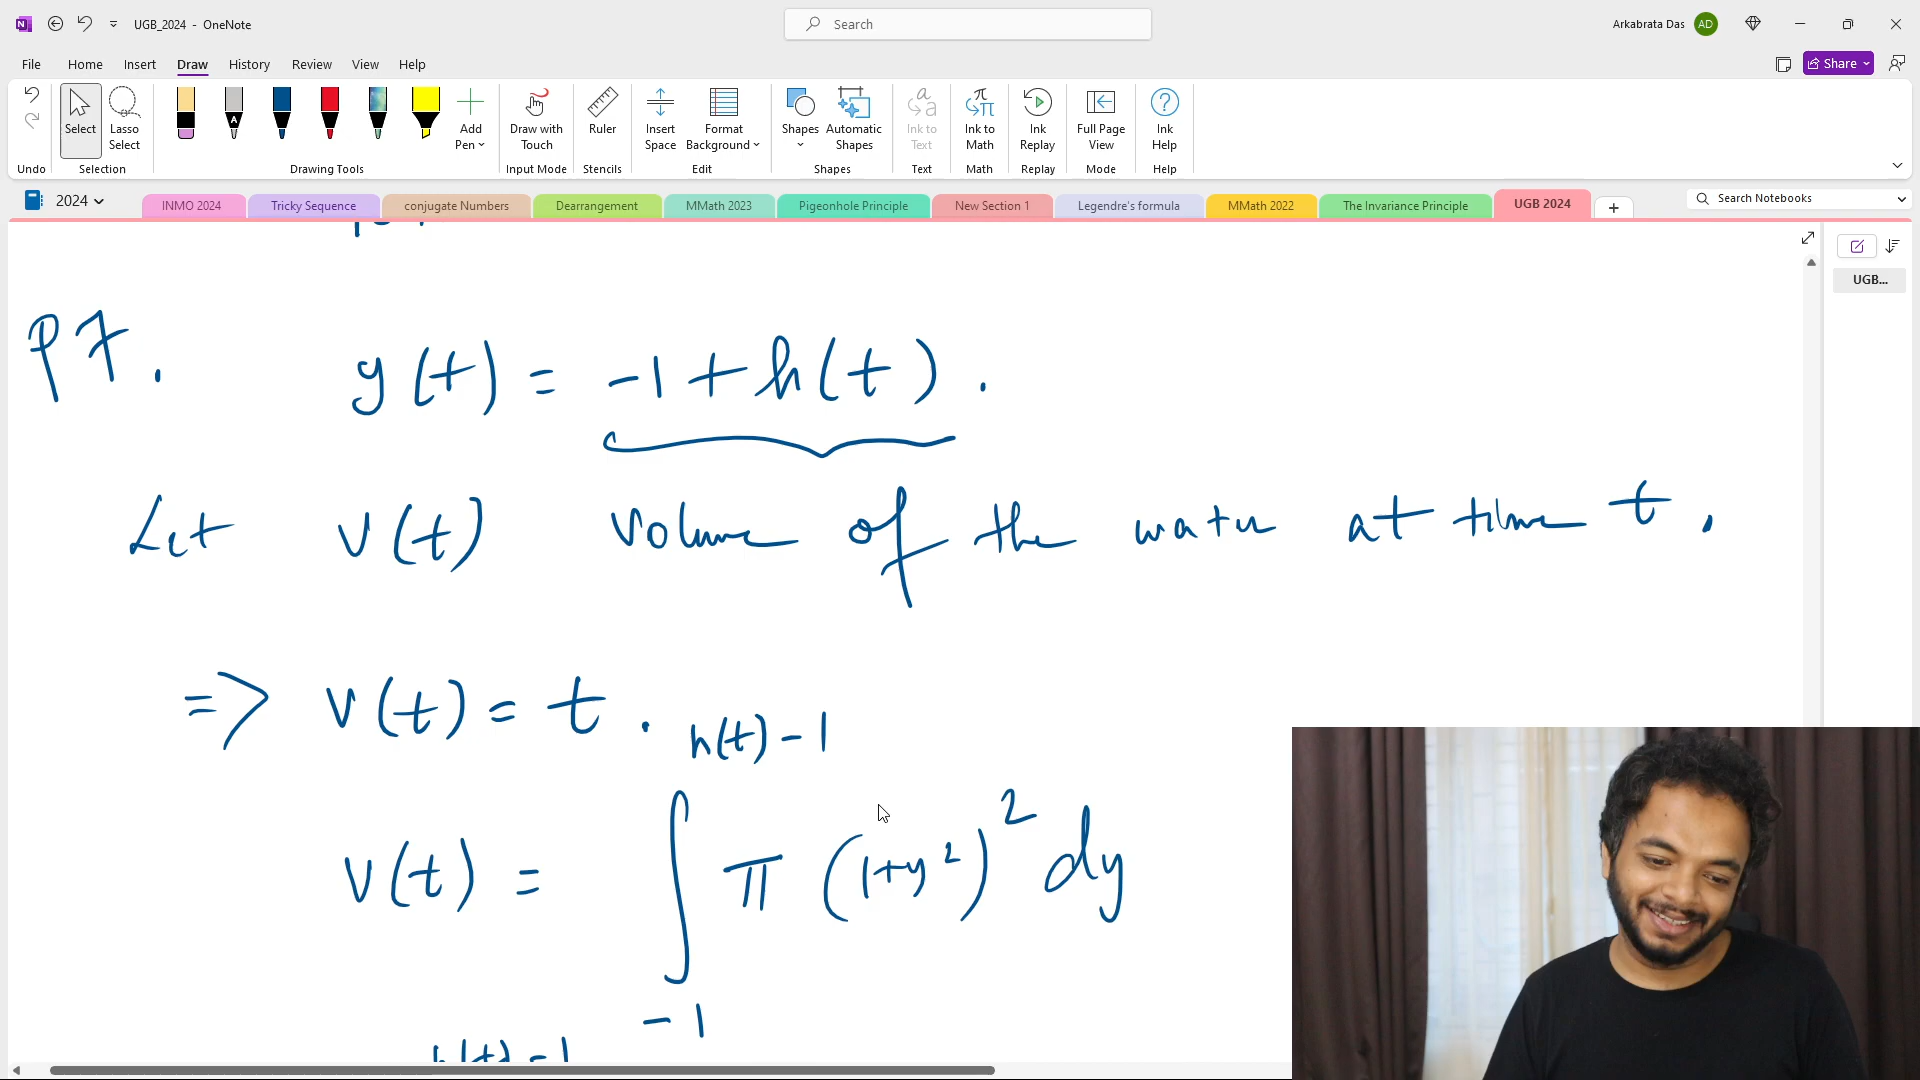 UGB_2024 - OneNote
Search
Arkabrata Das AD
File Home Insert Draw History Review View Help
Share
Select
Lasso Select
A
Add Pen
Draw with Touch
Ruler
Insert Space
Format Background
Shapes
Automatic Shapes
Ink to Text
Ink to Math
Ink Replay
Full Page View
Ink Help
Undo Selection Drawing Tools Input Mode Stencils Edit Shapes Text Math Replay Mode Help
2024
INMO 2024 Tricky Sequence conjugate Numbers Dearrangement MMath 2023 Pigeonhole Principle New Section 1 Legendre's formula MMath 2022 The Invariance Principle UGB 2024 +
Search Notebooks
UGB...
P7.
y(t) = -1 + h(t).
Let V(t) volume of the water at time t.
=> V(t) = t.
h(t) - 1
V(t) = ∫ π (1+y²)² dy
-1
h(t) - 1